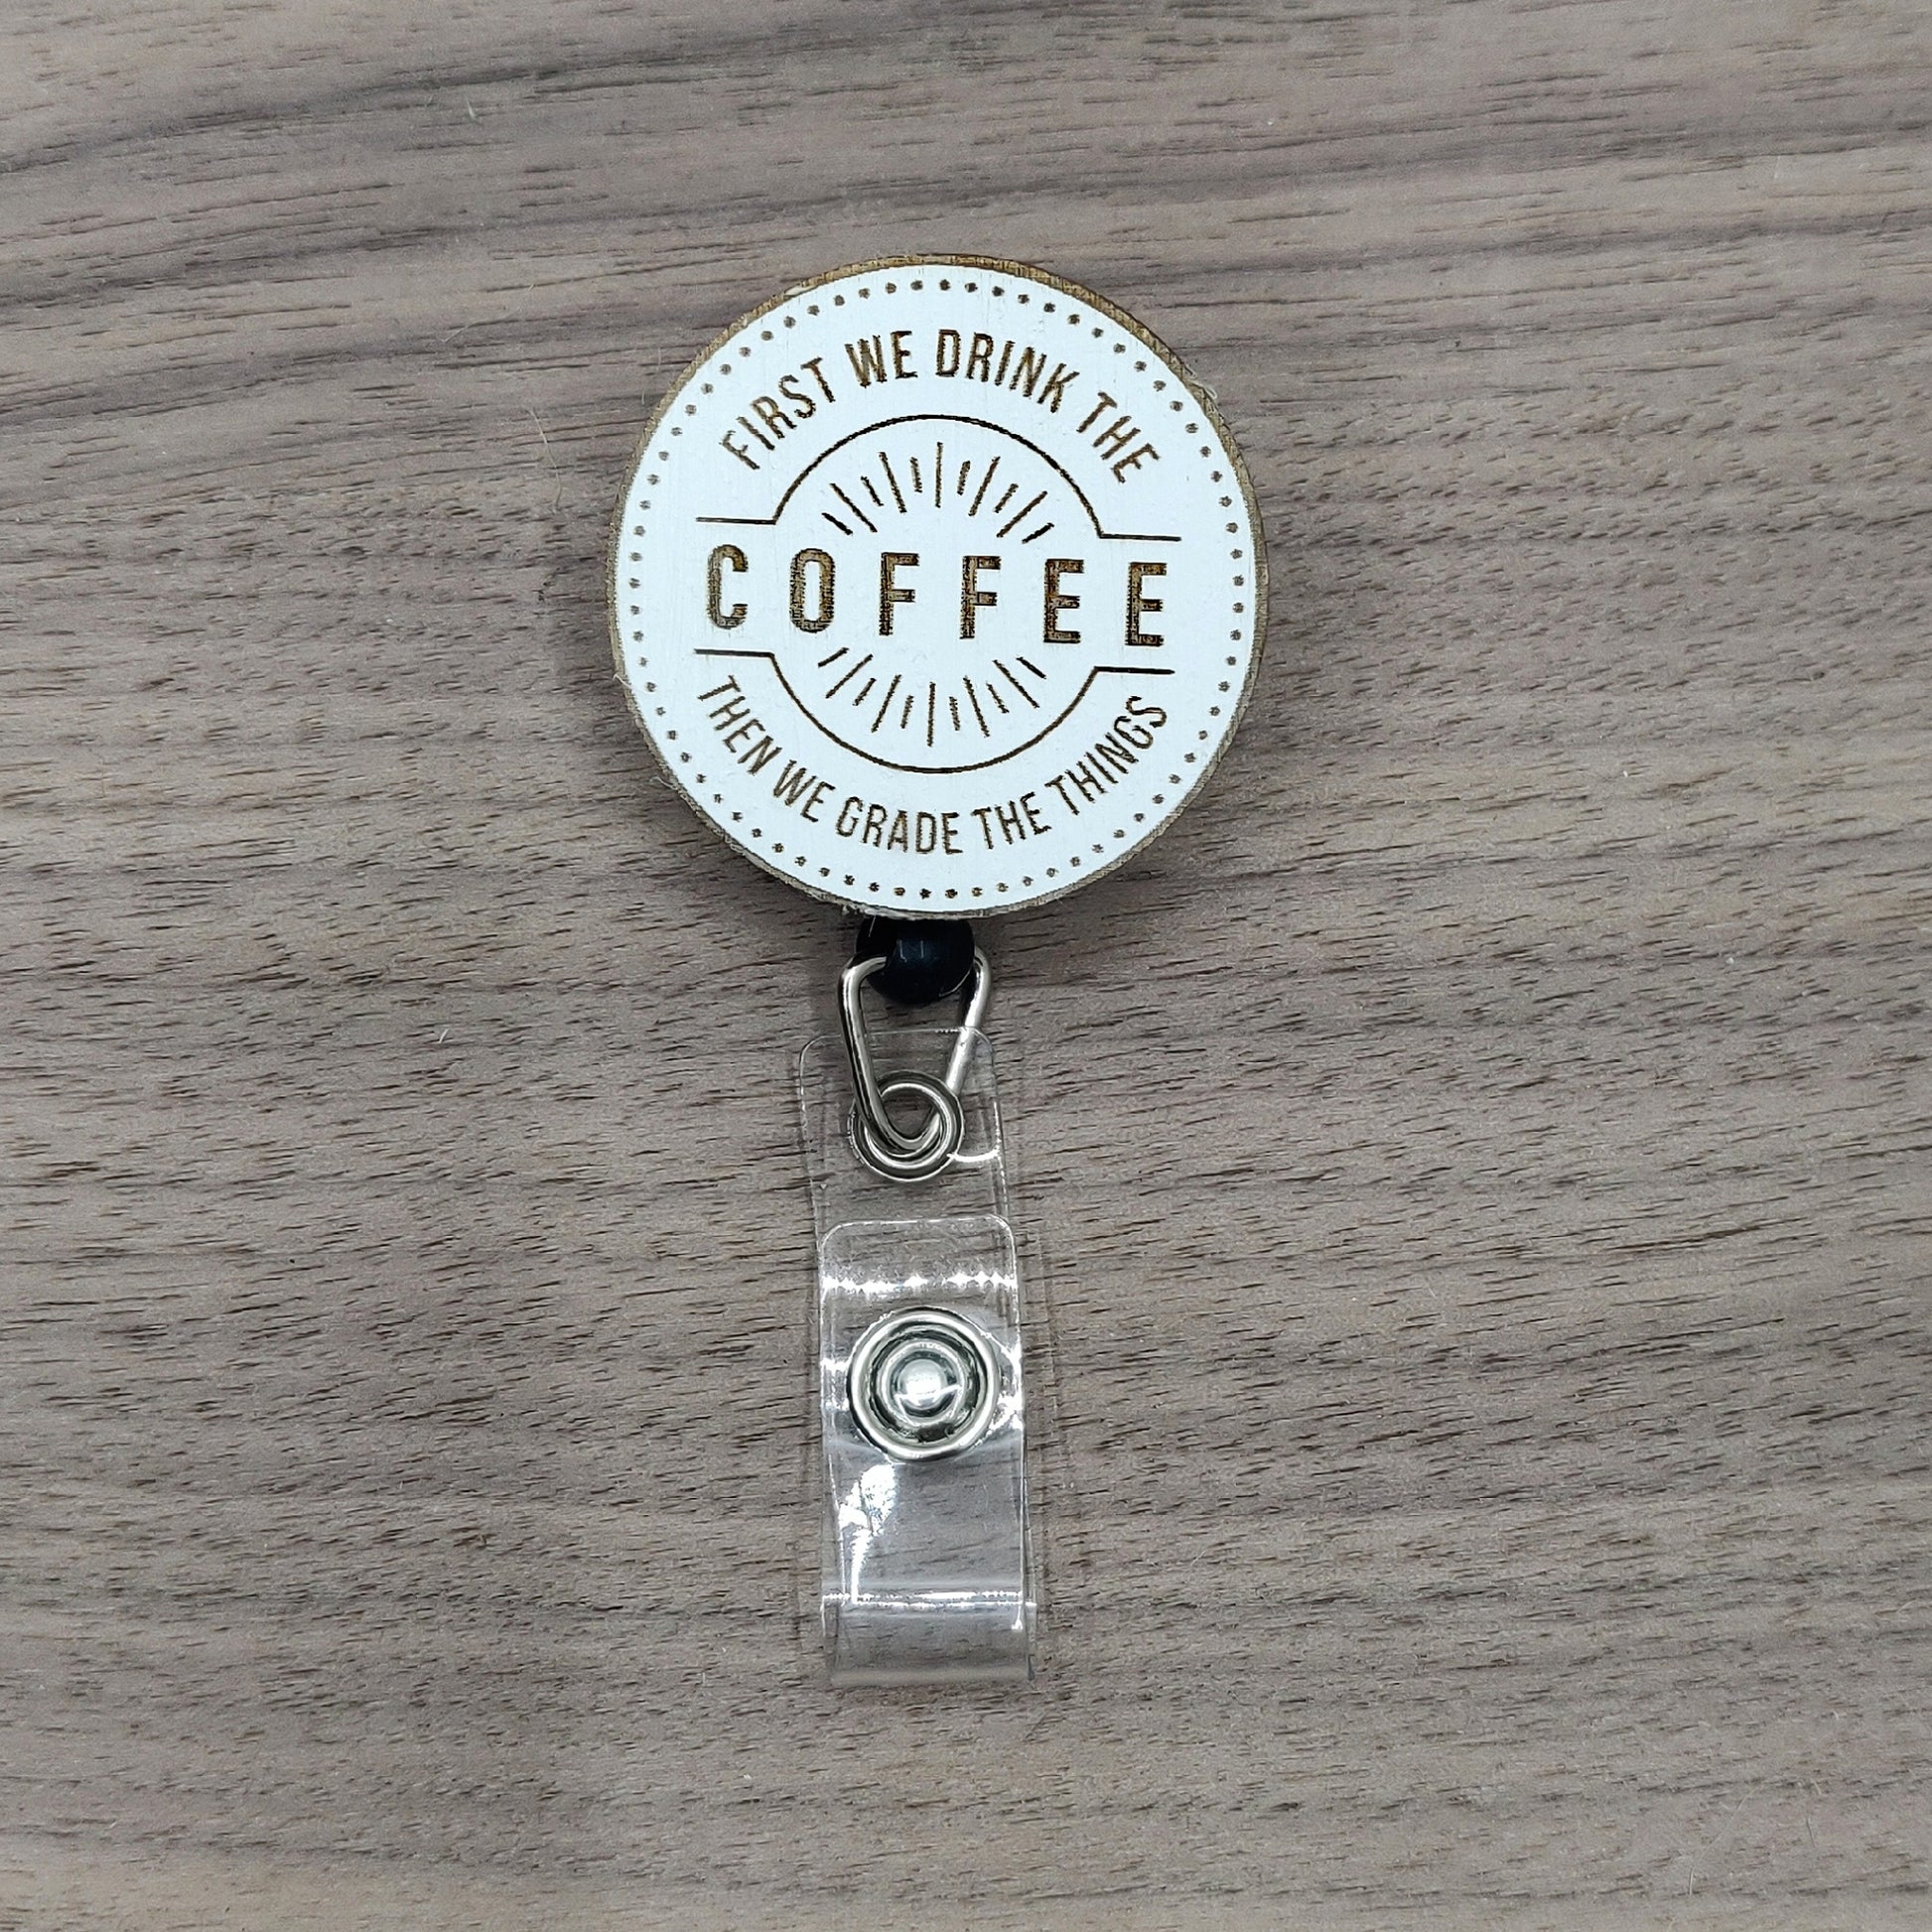 FIRST WE DRINK THE
COFFEE
THEN WE GRADE THE THINGS